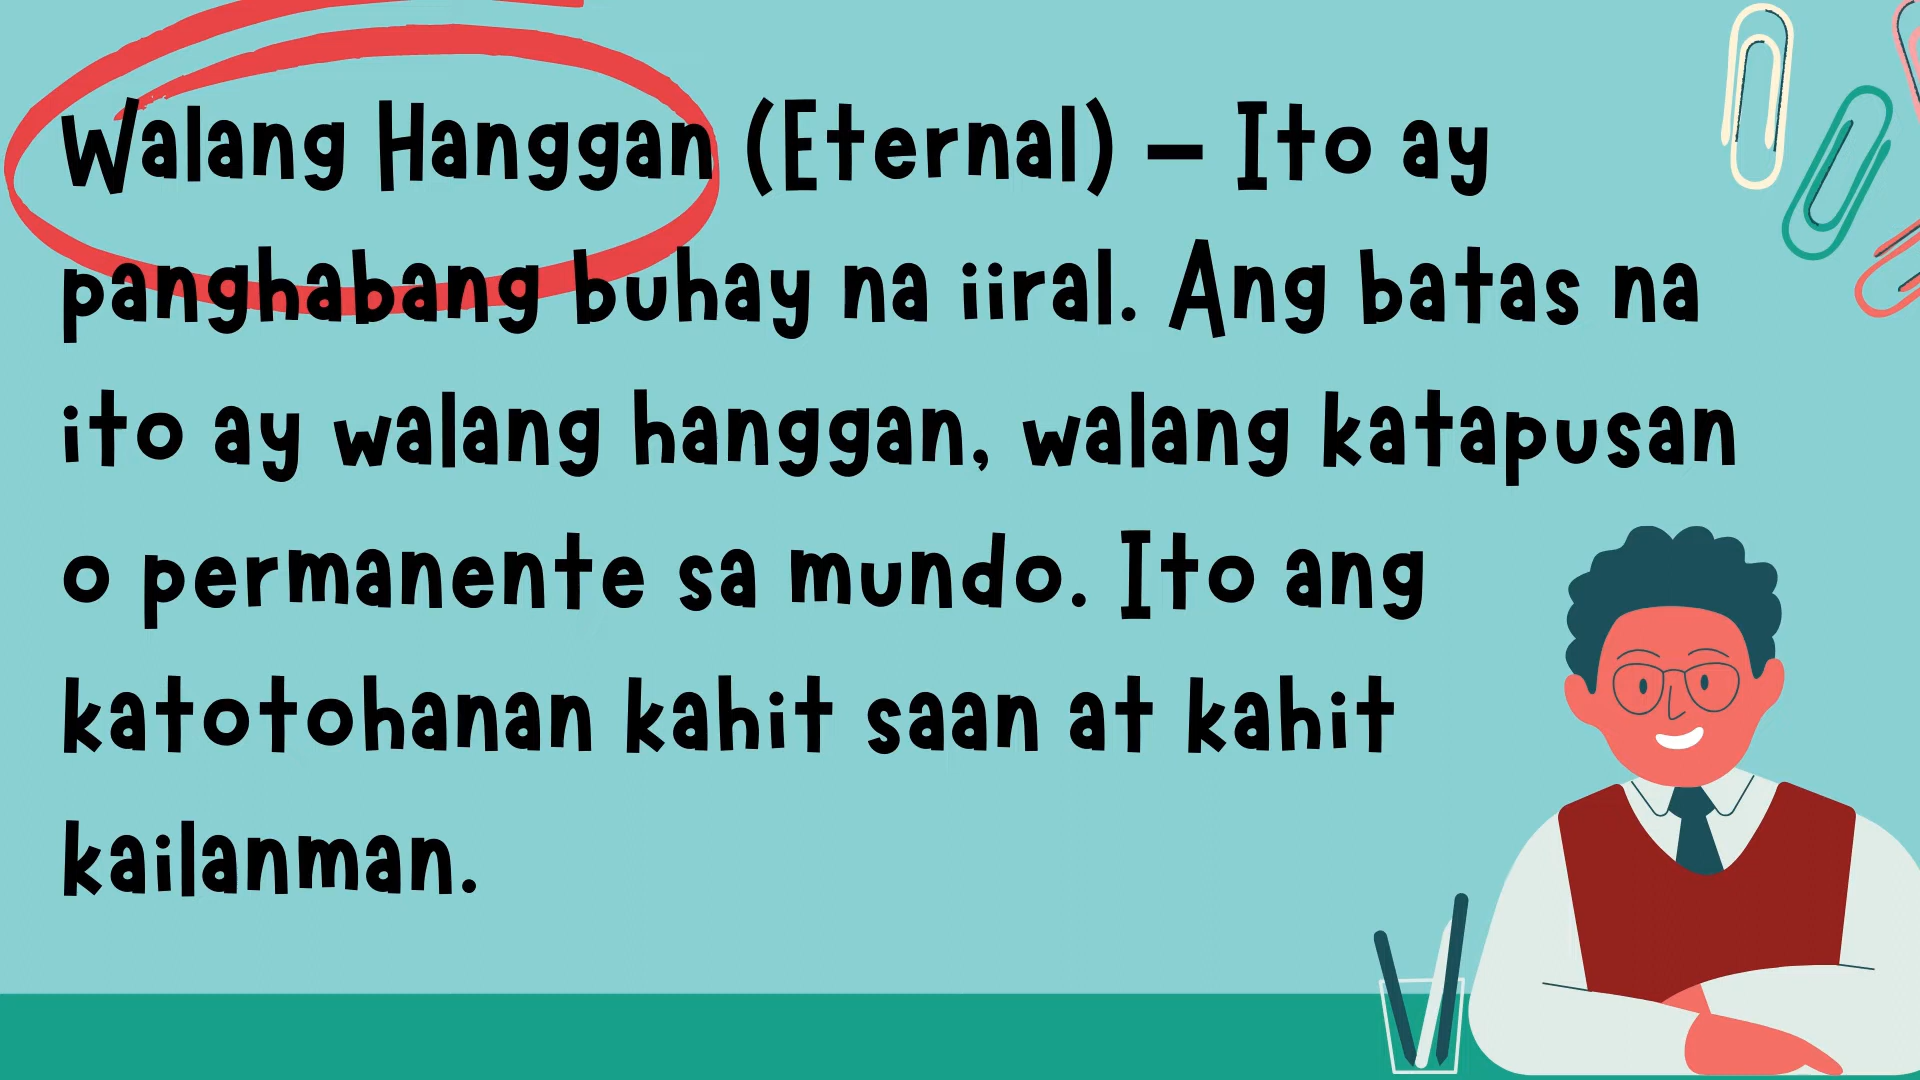 Walang Hanggan (Eternal) – Ito ay
panghabang buhay na iiral. Ang batas na
ito ay walang hanggan, walang katapusan
o permanente sa mundo. Ito ang
katotohanan kahit saan at kahit
kailanman.